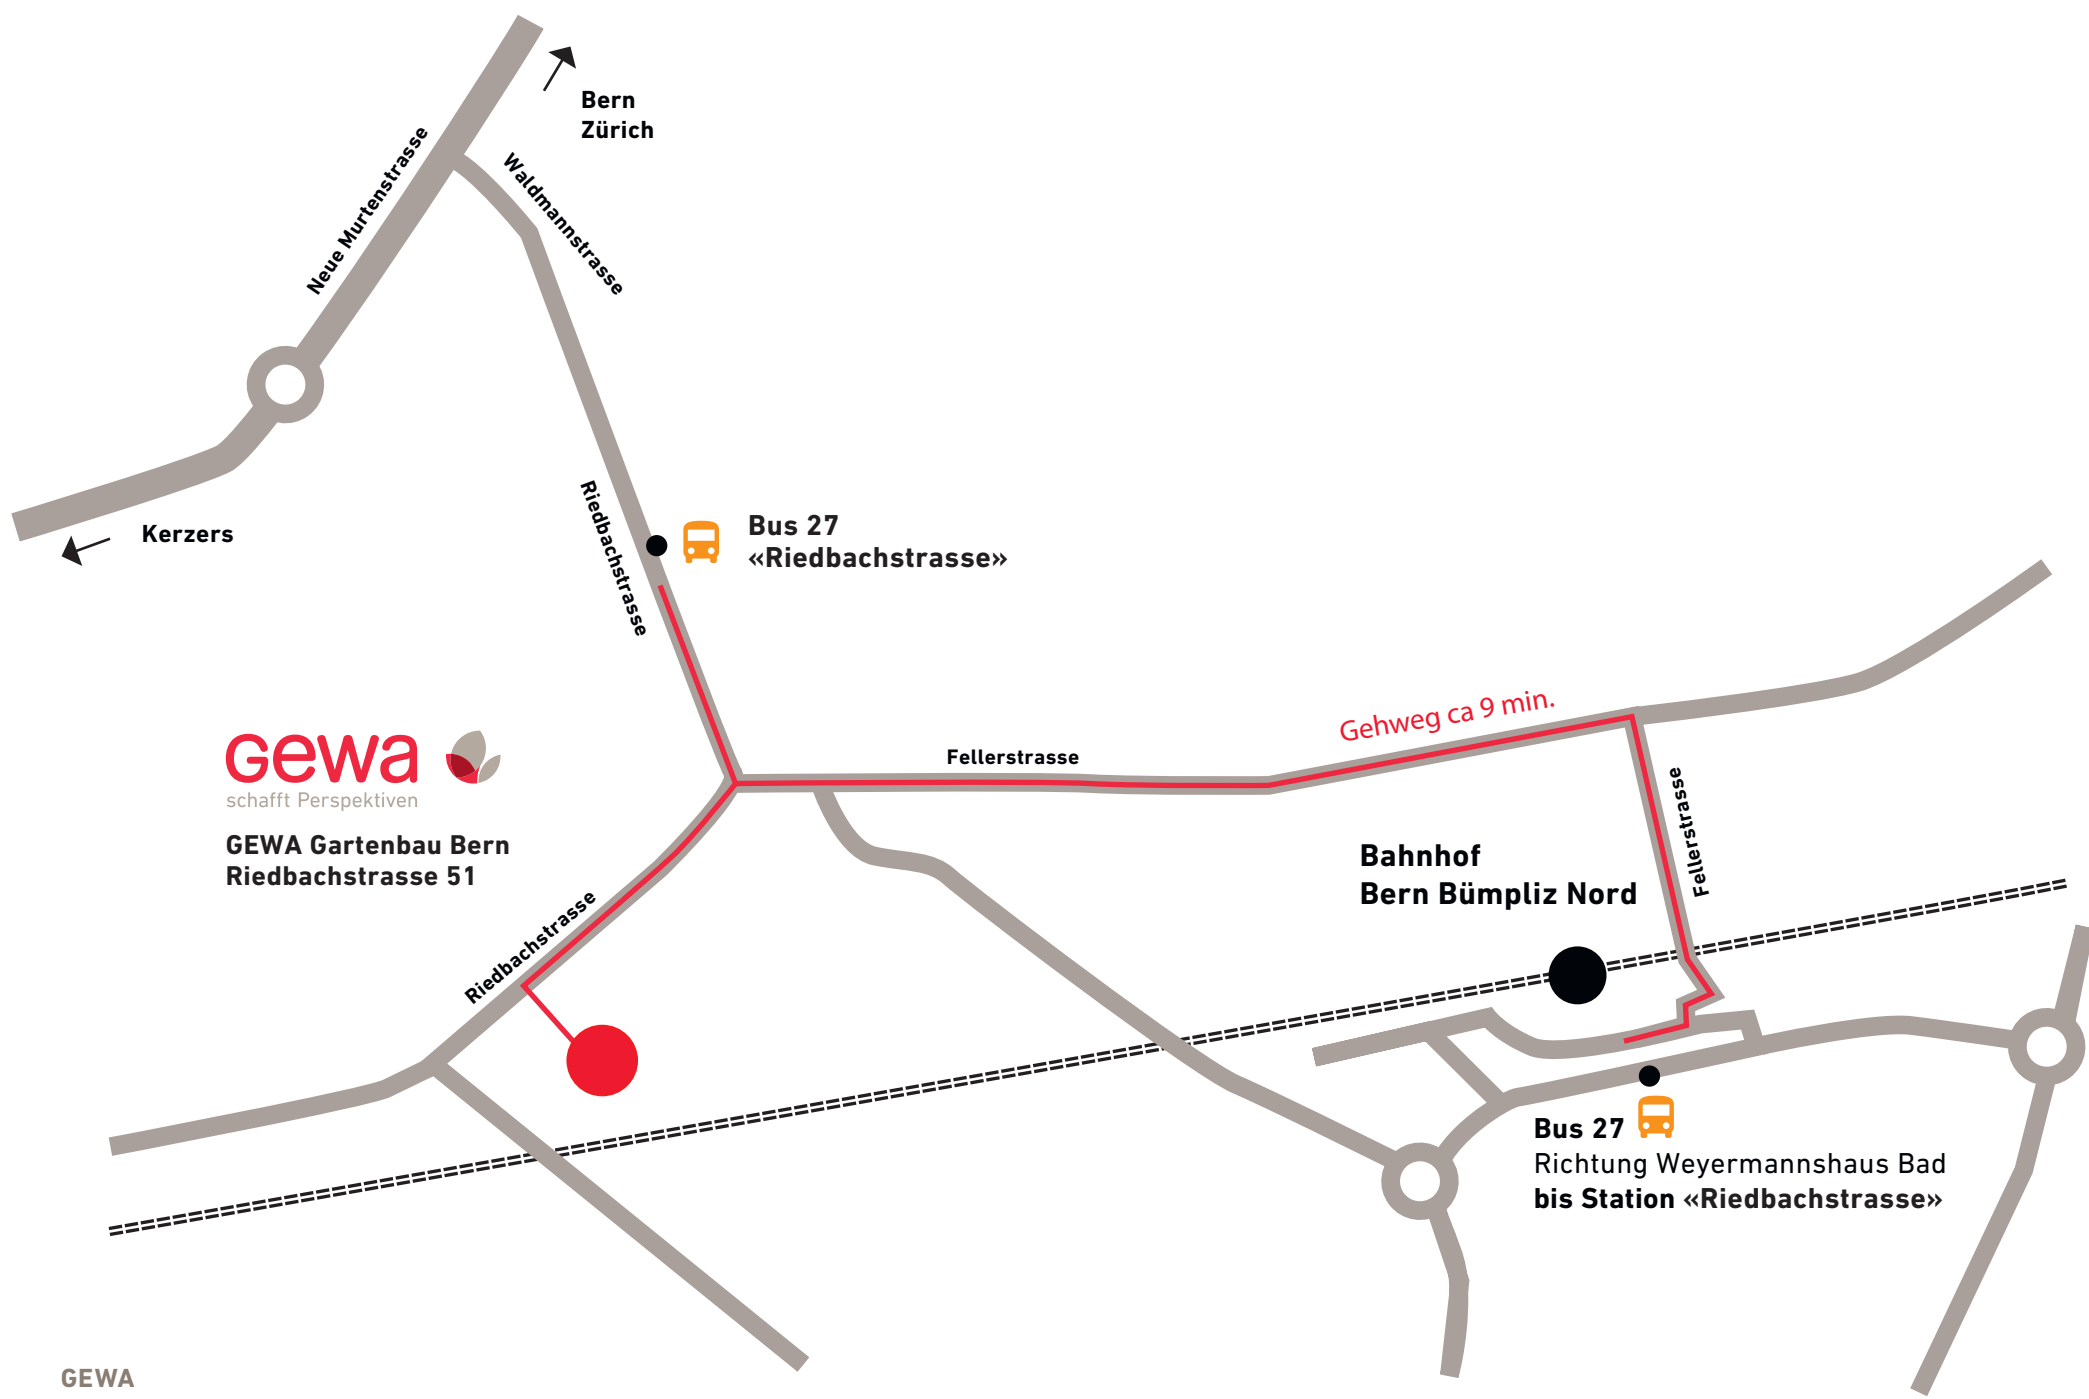 Bern
Zürich
Neue Murtenstrasse
Waldmannstrasse
Kerzers
Riedbachstrasse
Bus 27
«Riedbachstrasse»
Gehweg ca 9 min.
Fellerstrasse
Fellerstrasse
GEWA
schafft Perspektiven
GEWA Gartenbau Bern
Riedbachstrasse 51
Riedbachstrasse
Bahnhof
Bern Bümpliz Nord
Bus 27
Richtung Weyermannshaus Bad
bis Station «Riedbachstrasse»
GEWA